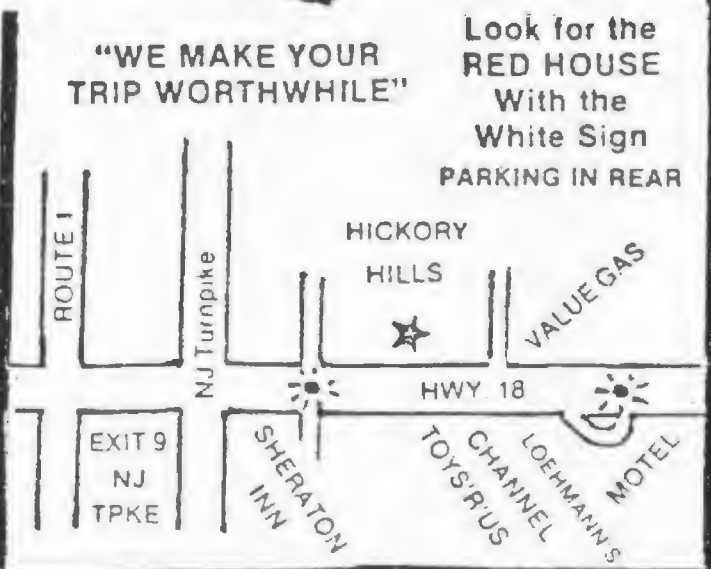 "WE MAKE YOUR
TRIP WORTHWHILE"
Look for the
RED HOUSE
With the
White Sign
PARKING IN REAR
ROUTE 1
NJ Turnpike
HICKORY
HILLS
VALUE GAS
HWY. 18
EXIT 9
NJ
TPKE
SHERATON
INN
TOYS'R'US
CHANNEL
LOEHMANN'S
MOTEL